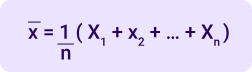 x̅ = 1/n ( X₁ + x₂ + ... + Xₙ )